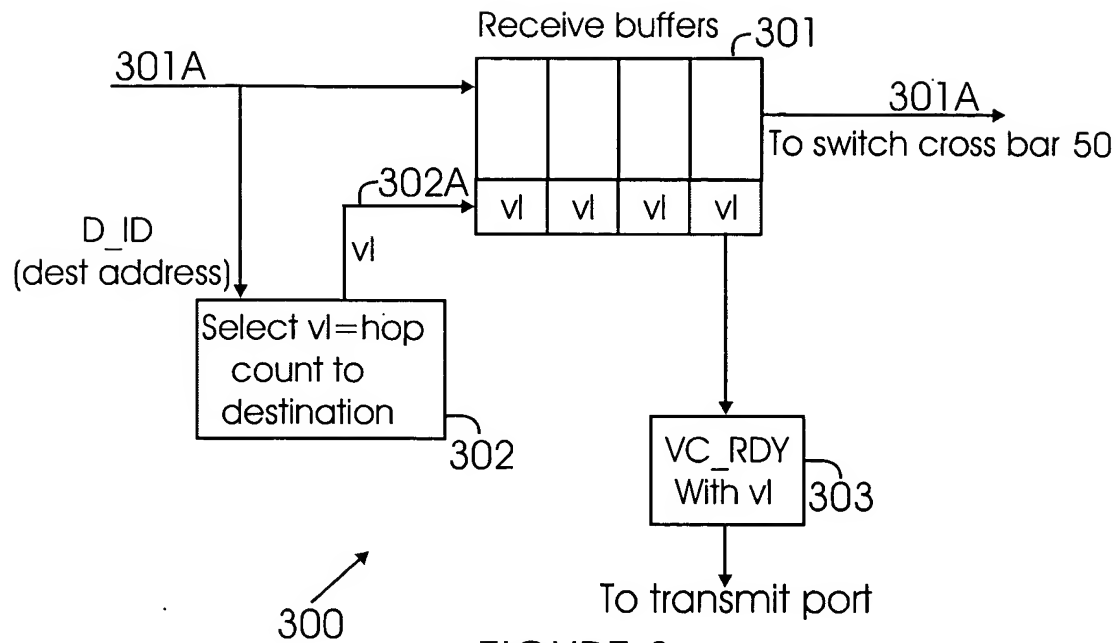 Receive buffers
301
301A
301A
To switch cross bar 50
302A
vl
vl
vl
vl
D_ID
(dest address)
vl
Select vl=hop
count to
destination
302
VC_RDY
With vl
303
To transmit port
300